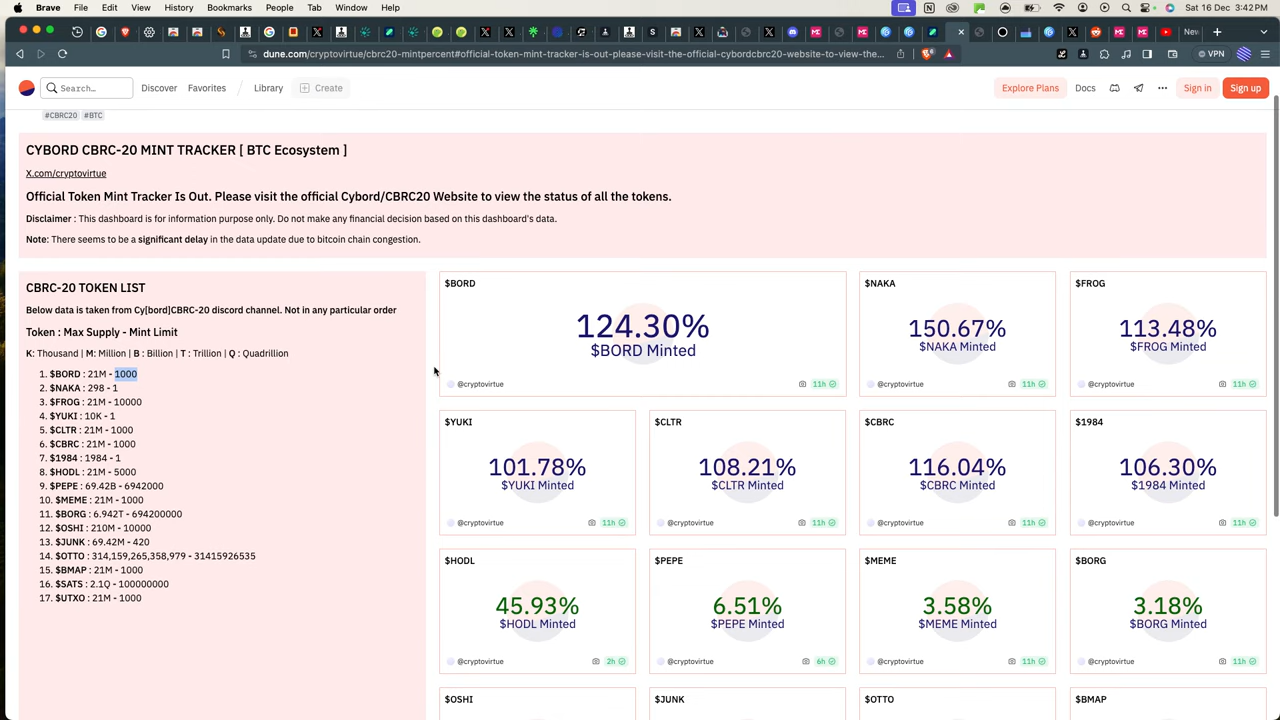 Brave File Edit View History Bookmarks People Tab Window Help
Sat 16 Dec 3:42 PM
New
dune.com/cryptovirtue/cbrc20-mintpercent#official-token-mint-tracker-is-out-please-visit-the-official-cybordcbrc20-website-to-view-the...
VPN
Search...
Discover Favorites Library Create
Explore Plans Docs Sign in Sign up
#CBRC20 #BTC
CYBORD CBRC-20 MINT TRACKER [ BTC Ecosystem ]
X.com/cryptovirtue
Official Token Mint Tracker Is Out. Please visit the official Cybord/CBRC20 Website to view the status of all the tokens.
Disclaimer : This dashboard is for information purpose only. Do not make any financial decision based on this dashboard's data.
Note: There seems to be a significant delay in the data update due to bitcoin chain congestion.
CBRC-20 TOKEN LIST
Below data is taken from Cy[bord]CBRC-20 discord channel. Not in any particular order
Token : Max Supply - Mint Limit
K: Thousand | M: Million | B : Billion | T : Trillion | Q : Quadrillion
1. $BORD : 21M - 1000
2. $NAKA : 298 - 1
3. $FROG : 21M - 10000
4. $YUKI : 10K - 1
5. $CLTR : 21M - 1000
6. $CBRC : 21M - 1000
7. $1984 : 1984 - 1
8. $HODL : 21M - 5000
9. $PEPE : 69.42B - 6942000
10. $MEME : 21M - 1000
11. $BORG : 6.942T - 694200000
12. $OSHI : 210M - 10000
13. $JUNK : 69.42M - 420
14. $OTTO : 314,159,265,358,979 - 31415926535
15. $BMAP : 21M - 1000
16. $SATS : 2.1Q - 100000000
17. $UTXO : 21M - 1000
$BORD
124.30%
$BORD Minted
@cryptovirtue 11h
$NAKA
150.67%
$NAKA Minted
@cryptovirtue 11h
$FROG
113.48%
$FROG Minted
@cryptovirtue 11h
$YUKI
101.78%
$YUKI Minted
@cryptovirtue 11h
$CLTR
108.21%
$CLTR Minted
@cryptovirtue 11h
$CBRC
116.04%
$CBRC Minted
@cryptovirtue 11h
$1984
106.30%
$1984 Minted
@cryptovirtue 11h
$HODL
45.93%
$HODL Minted
@cryptovirtue 2h
$PEPE
6.51%
$PEPE Minted
@cryptovirtue 6h
$MEME
3.58%
$MEME Minted
@cryptovirtue 11h
$BORG
3.18%
$BORG Minted
@cryptovirtue 11h
$OSHI
$JUNK
$OTTO
$BMAP